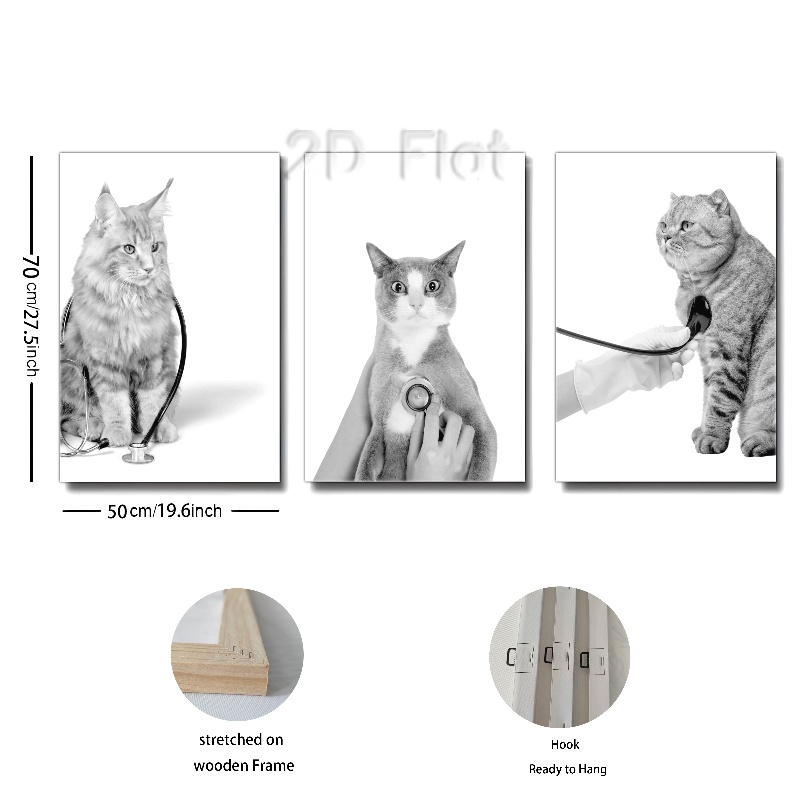 2D Flat
70 cm/27.5inch
50cm/19.6inch
stretched on
wooden Frame
Hook
Ready to Hang